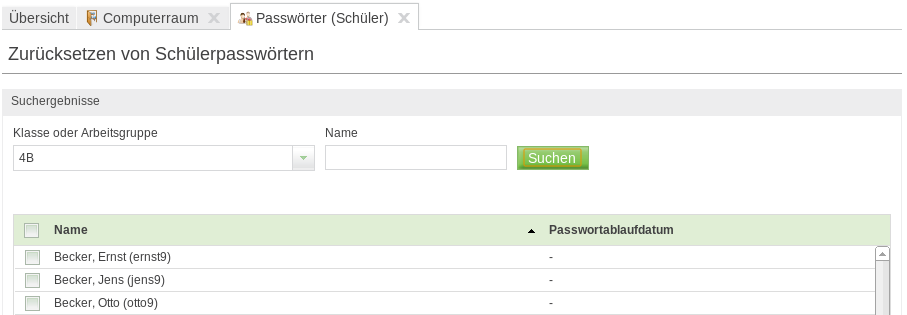 Übersicht Computerraum Passwörter (Schüler)
Zurücksetzen von Schülerpasswörtern
Suchergebnisse
Klasse oder Arbeitsgruppe Name
4B Suchen
Name Passwortablaufdatum
Becker, Ernst (ernst9) -
Becker, Jens (jens9) -
Becker, Otto (otto9) -